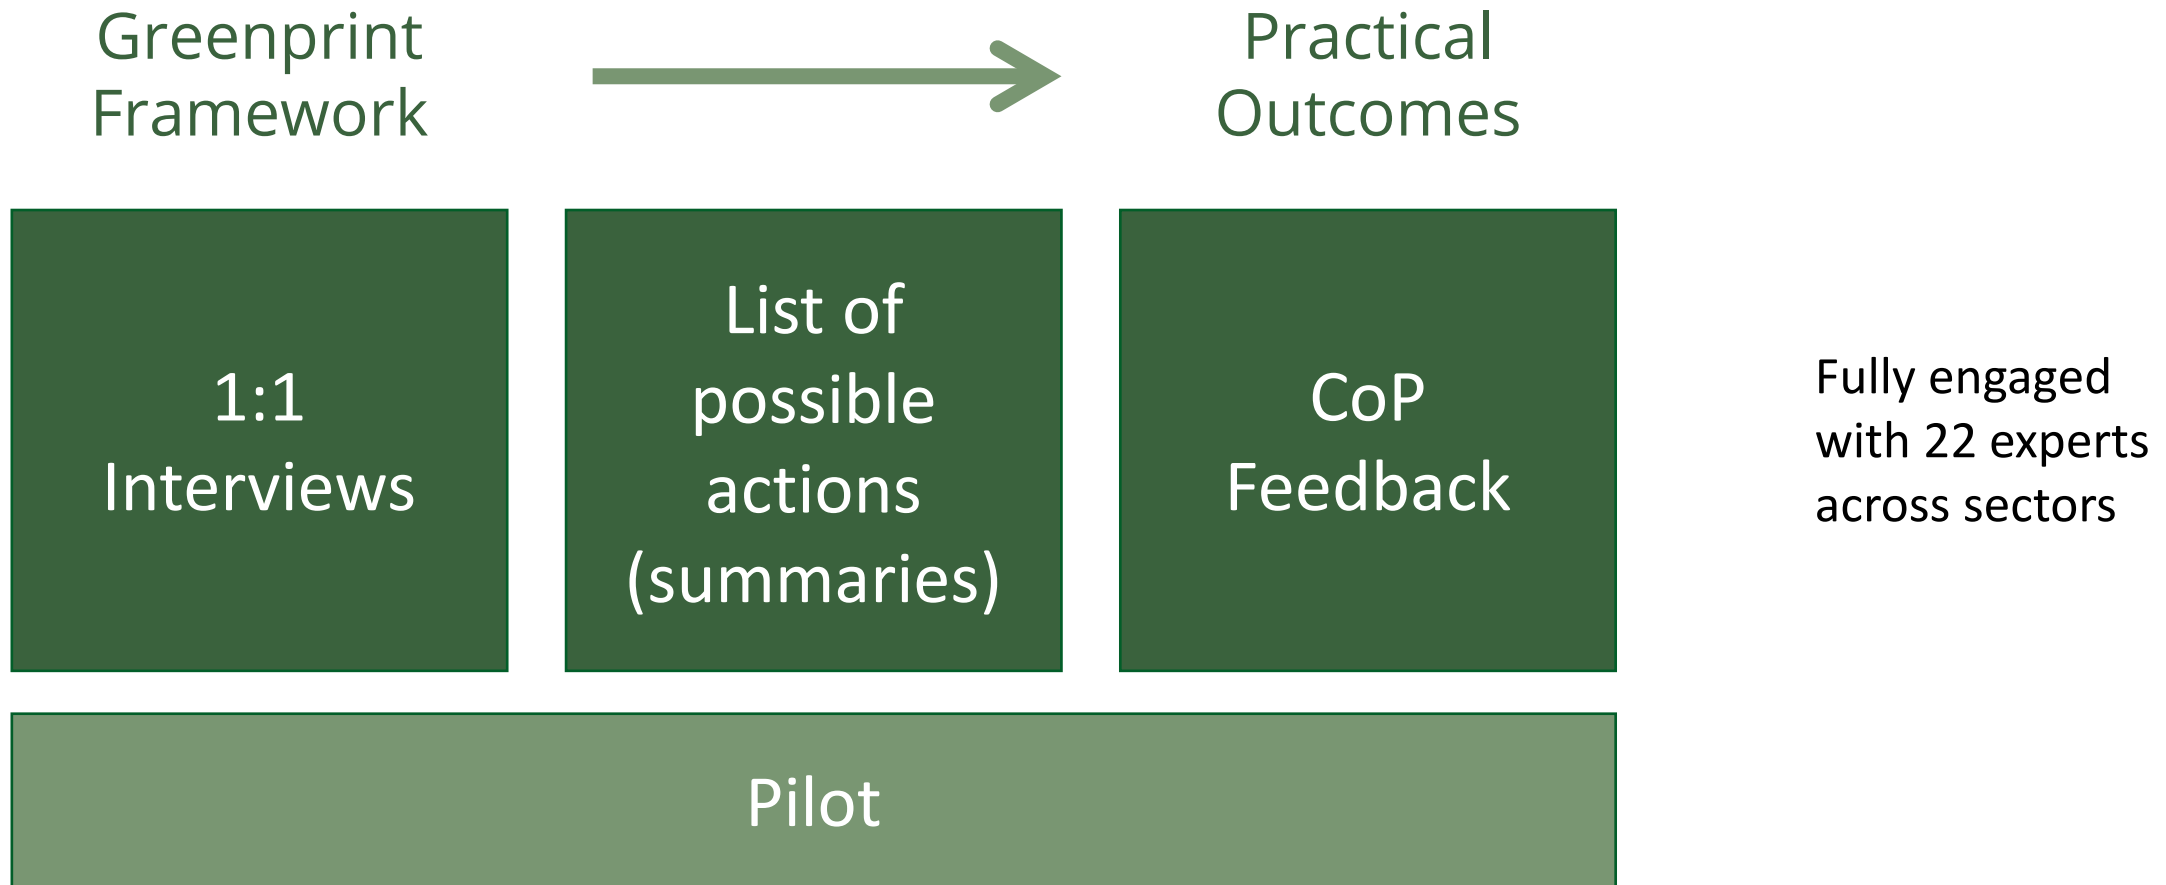 Greenprint
Framework
Practical
Outcomes
1:1
Interviews
List of
possible
actions
(summaries)
CoP
Feedback
Fully engaged
with 22 experts
across sectors
Pilot